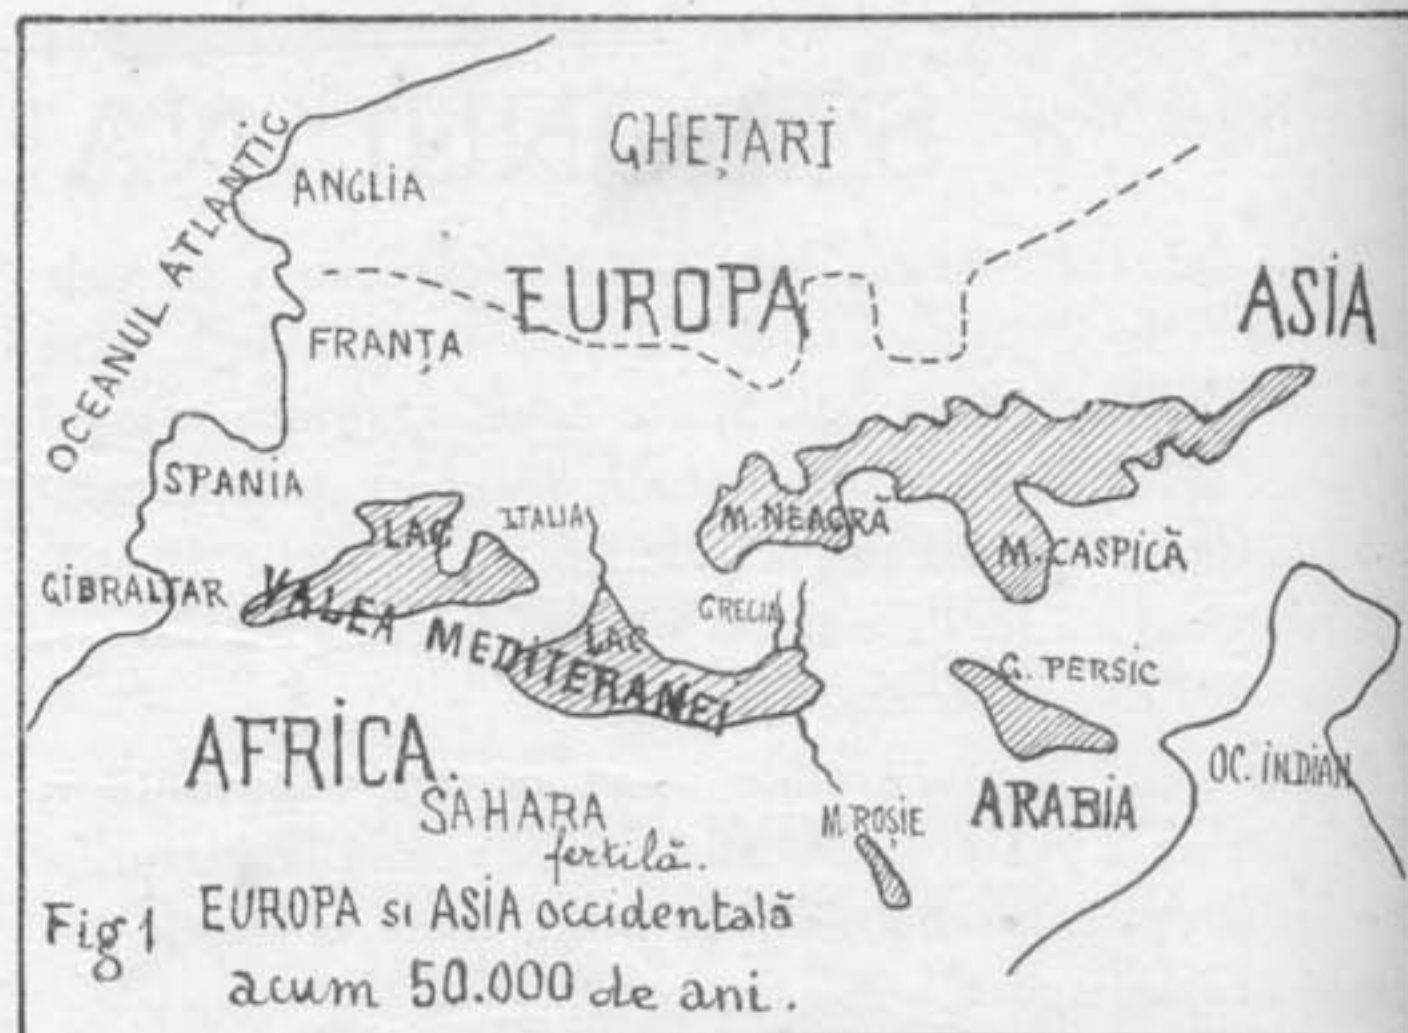 GHEȚARI
OCEANUL ATLANTIC
ANGLIA
EUROPA
ASIA
FRANȚA
SPANIA
LAC
ITALIA
M. NEAGRĂ
M. CASPICĂ
GIBRALTAR
VALEA MEDITERANEI
GRECIA
LAC
G. PERSIC
AFRICA.
SAHARA
fertilă.
M. ROȘIE
ARABIA
OC. INDIAN
Fig 1
EUROPA si ASIA occidentală
acum 50.000 de ani.